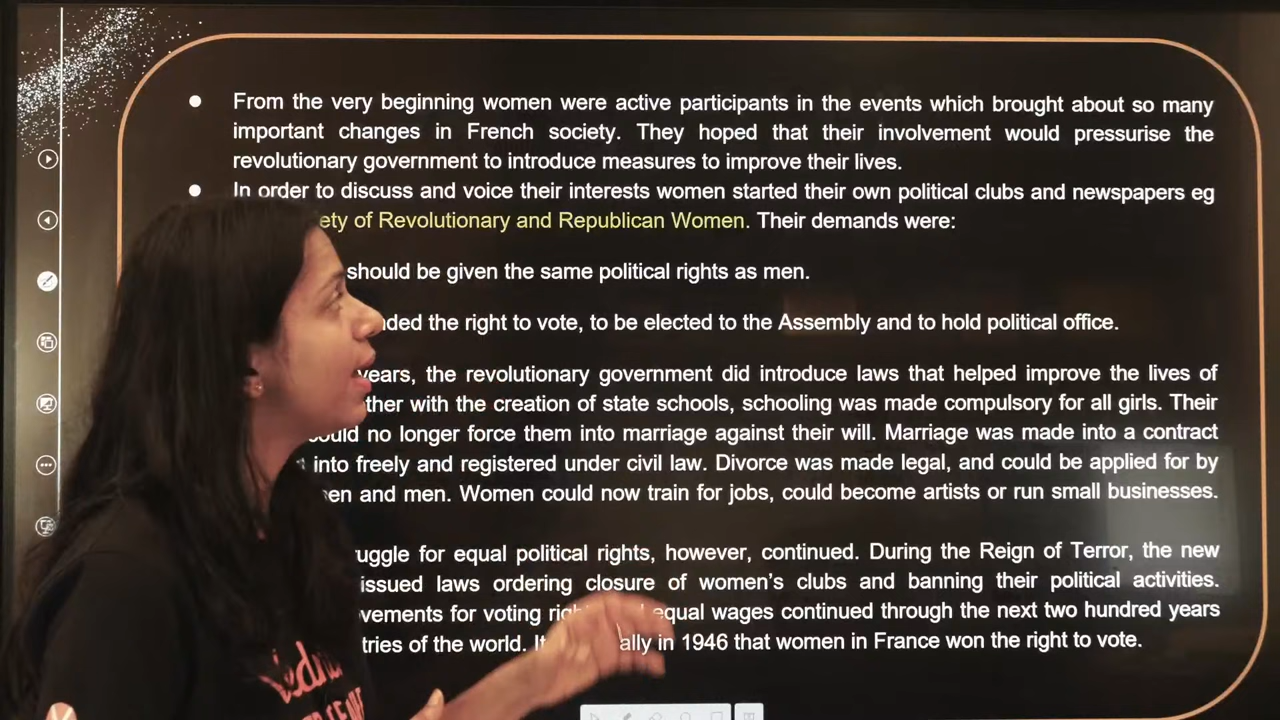 From the very beginning women were active participants in the events which brought about so many
important changes in French society. They hoped that their involvement would pressurise the
revolutionary government to introduce measures to improve their lives.
In order to discuss and voice their interests women started their own political clubs and newspapers eg
of Revolutionary and Republican Women. Their demands were:
should be given the same political rights as men.
the right to vote, to be elected to the Assembly and to hold political office.
years, the revolutionary government did introduce laws that helped improve the lives of
with the creation of state schools, schooling was made compulsory for all girls. Their
could no longer force them into marriage against their will. Marriage was made into a contract
into freely and registered under civil law. Divorce was made legal, and could be applied for by
and men. Women could now train for jobs, could become artists or run small businesses.
for equal political rights, however, continued. During the Reign of Terror, the new
issued laws ordering closure of women's clubs and banning their political activities.
for voting equal wages continued through the next two hundred years
of the world. in 1946 that women in France won the right to vote.